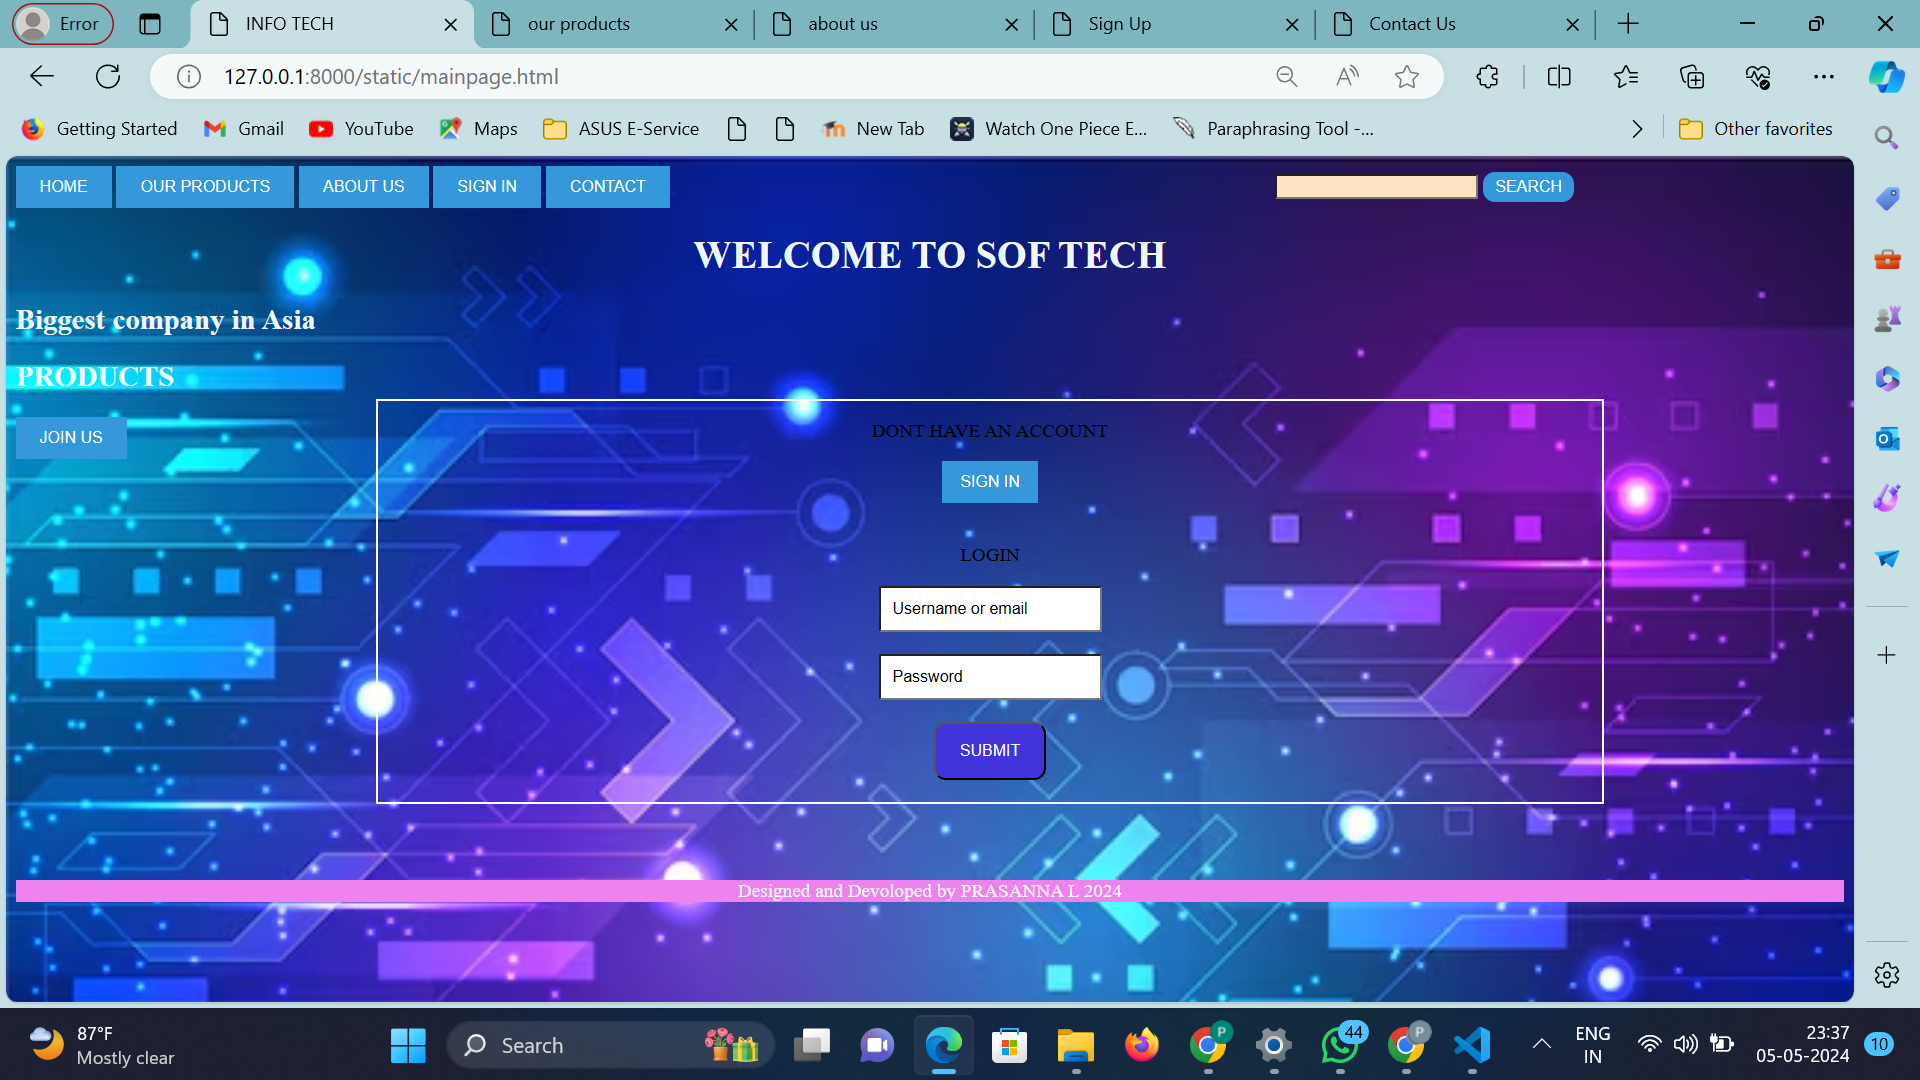 Error
INFO TECH
our products
about us
Sign Up
Contact Us
127.0.0.1:8000/static/mainpage.html
Getting Started
Gmail
YouTube
Maps
ASUS E-Service
New Tab
Watch One Piece E...
Paraphrasing Tool -...
Other favorites
HOME
OUR PRODUCTS
ABOUT US
SIGN IN
CONTACT
SEARCH
WELCOME TO SOF TECH
Biggest company in Asia
PRODUCTS
JOIN US
DONT HAVE AN ACCOUNT
SIGN IN
LOGIN
Username or email
Password
SUBMIT
Designed and Devoloped by PRASANNA L 2024
87°F
Mostly clear
Search
P
44
P
ENG
IN
23:37
05-05-2024
10